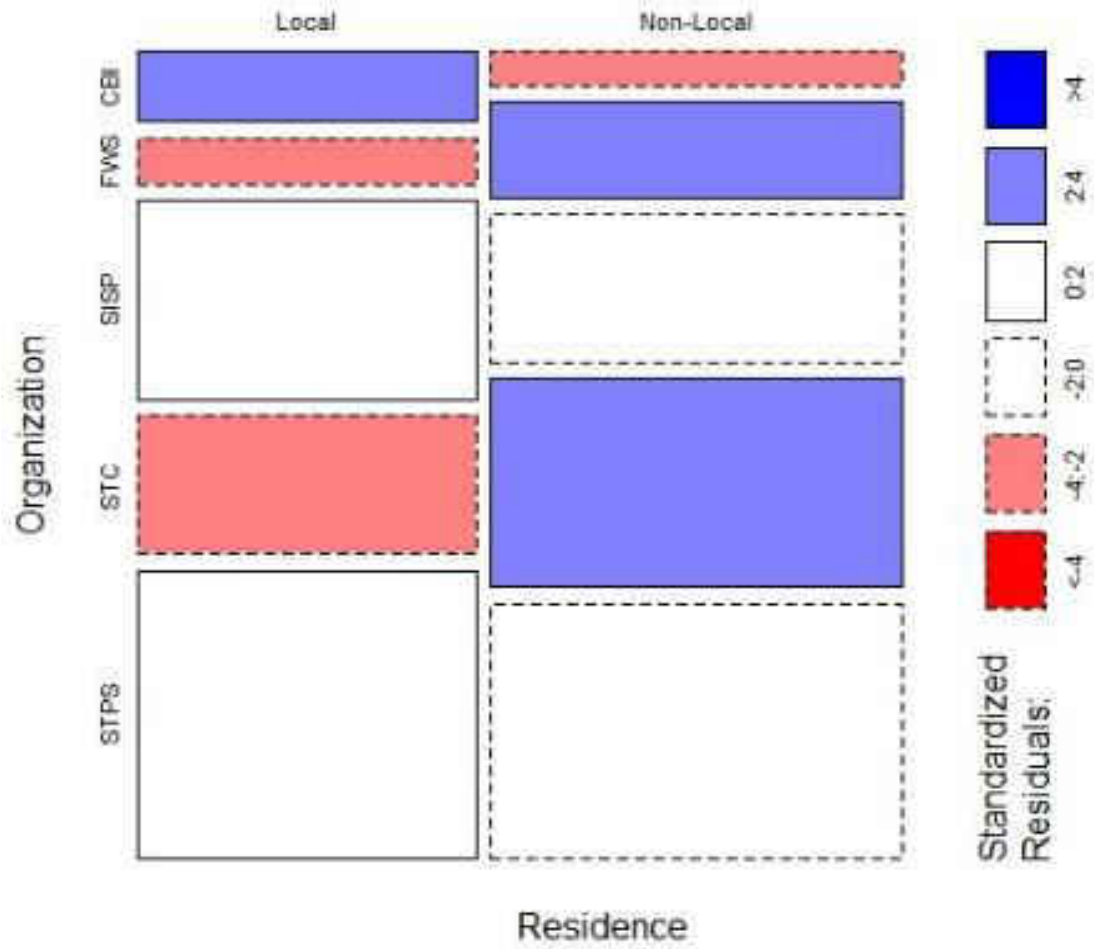 Local
Non-Local
Organization
CBI
FWS
SISP
STC
STPS
Residence
Standardized
Residuals:
<-4
-4:-2
-2:0
0:2
2:4
>4